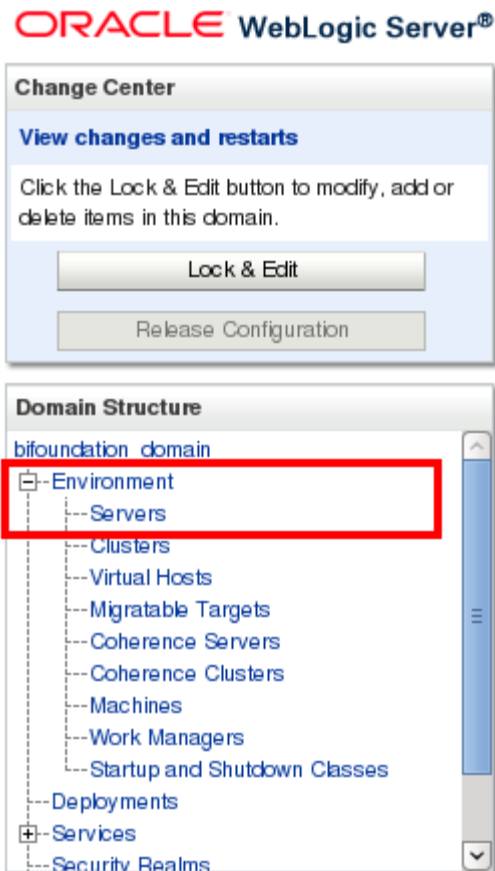 ORACLE WebLogic Server®
Change Center
View changes and restarts
Click the Lock & Edit button to modify, add or
delete items in this domain.
Lock & Edit
Release Configuration
Domain Structure
bifoundation_domain
Environment
Servers
Clusters
Virtual Hosts
Migratable Targets
Coherence Servers
Coherence Clusters
Machines
Work Managers
Startup and Shutdown Classes
Deployments
Services
Security Realms